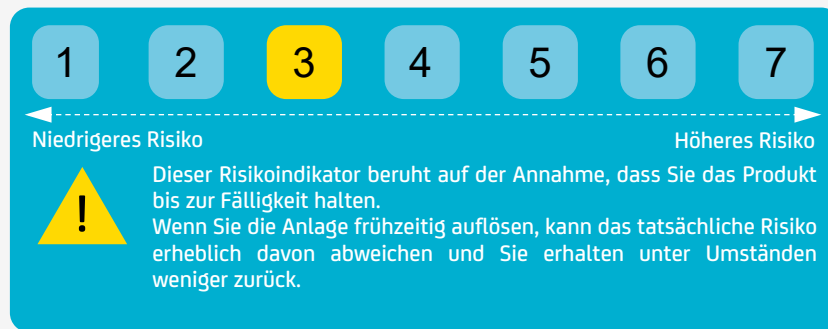 1 2 3 4 5 6 7
Niedrigeres Risiko Höheres Risiko
!
Dieser Risikoindikator beruht auf der Annahme, dass Sie das Produkt
bis zur Fälligkeit halten.
Wenn Sie die Anlage frühzeitig auflösen, kann das tatsächliche Risiko
erheblich davon abweichen und Sie erhalten unter Umständen
weniger zurück.